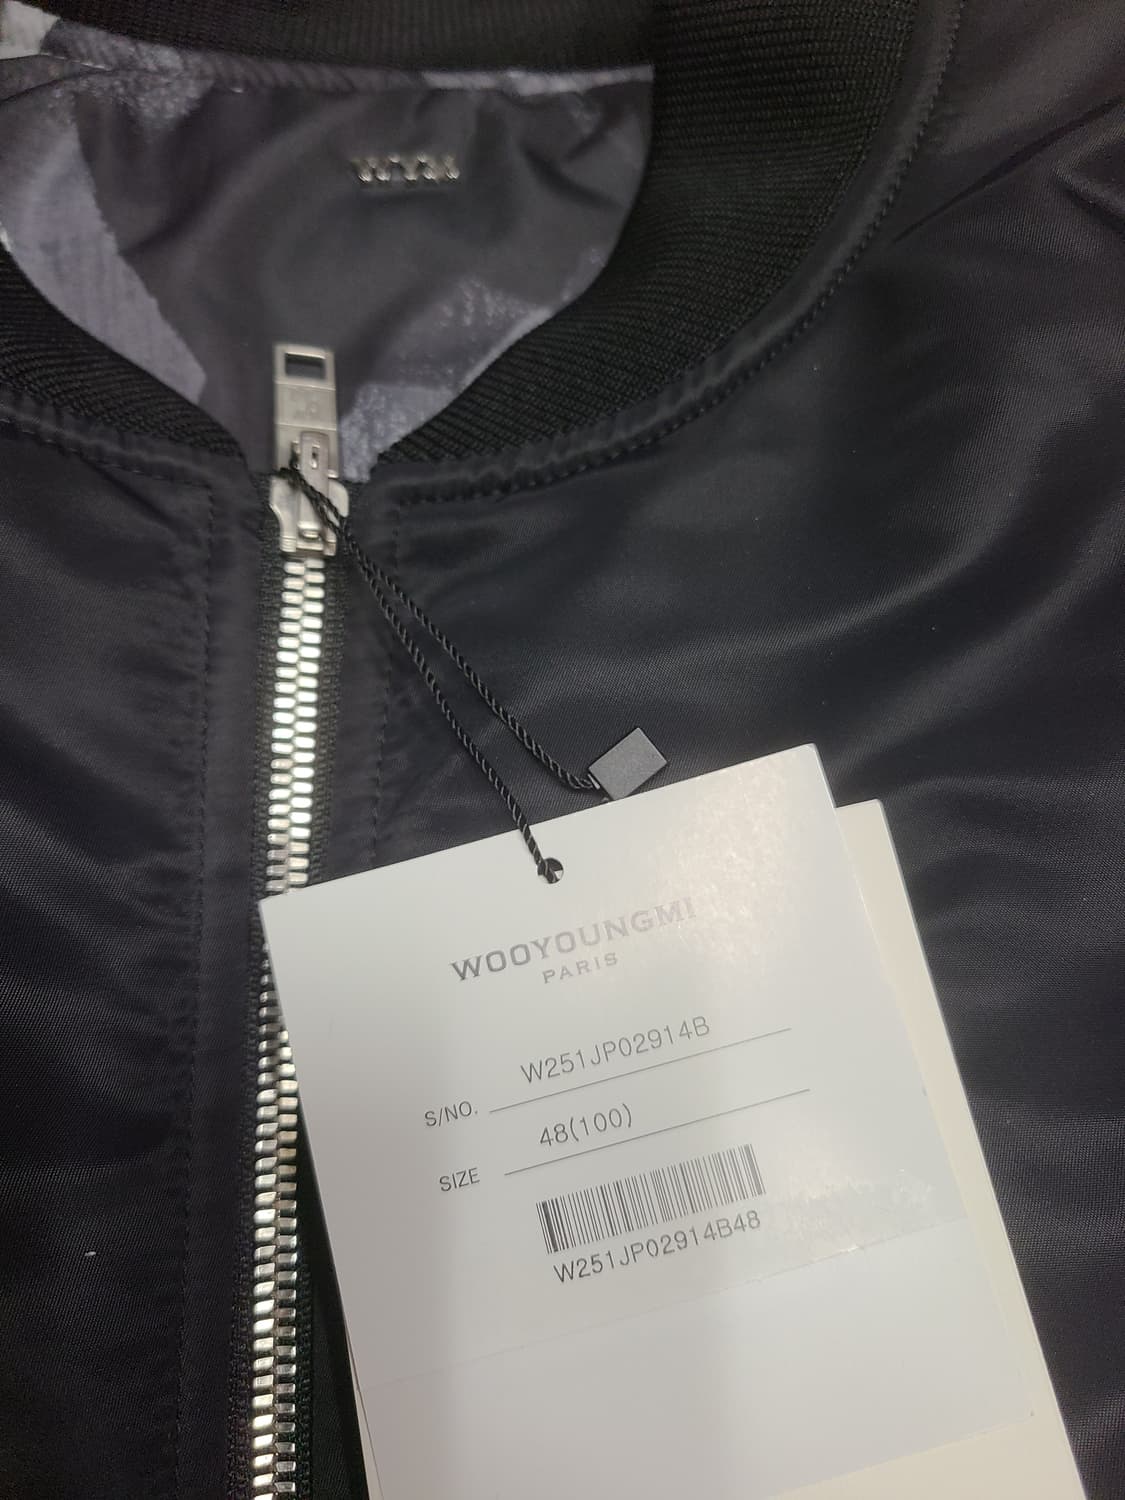 WOOYOUNGMI
PARIS
S/NO. W251JP02914B
SIZE 48(100)
W251JP02914B48